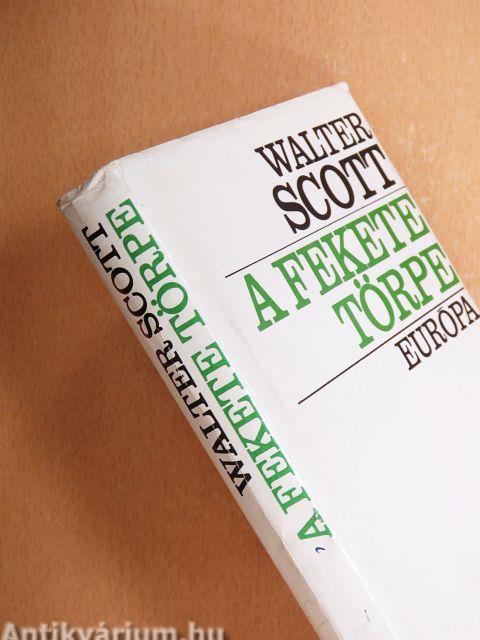 WALTER
SCOTT
A FEKETE
TÖRPE
EURÓPA
WALTER SCOTT
A FEKETE TÖRPE
Antikvárium.hu